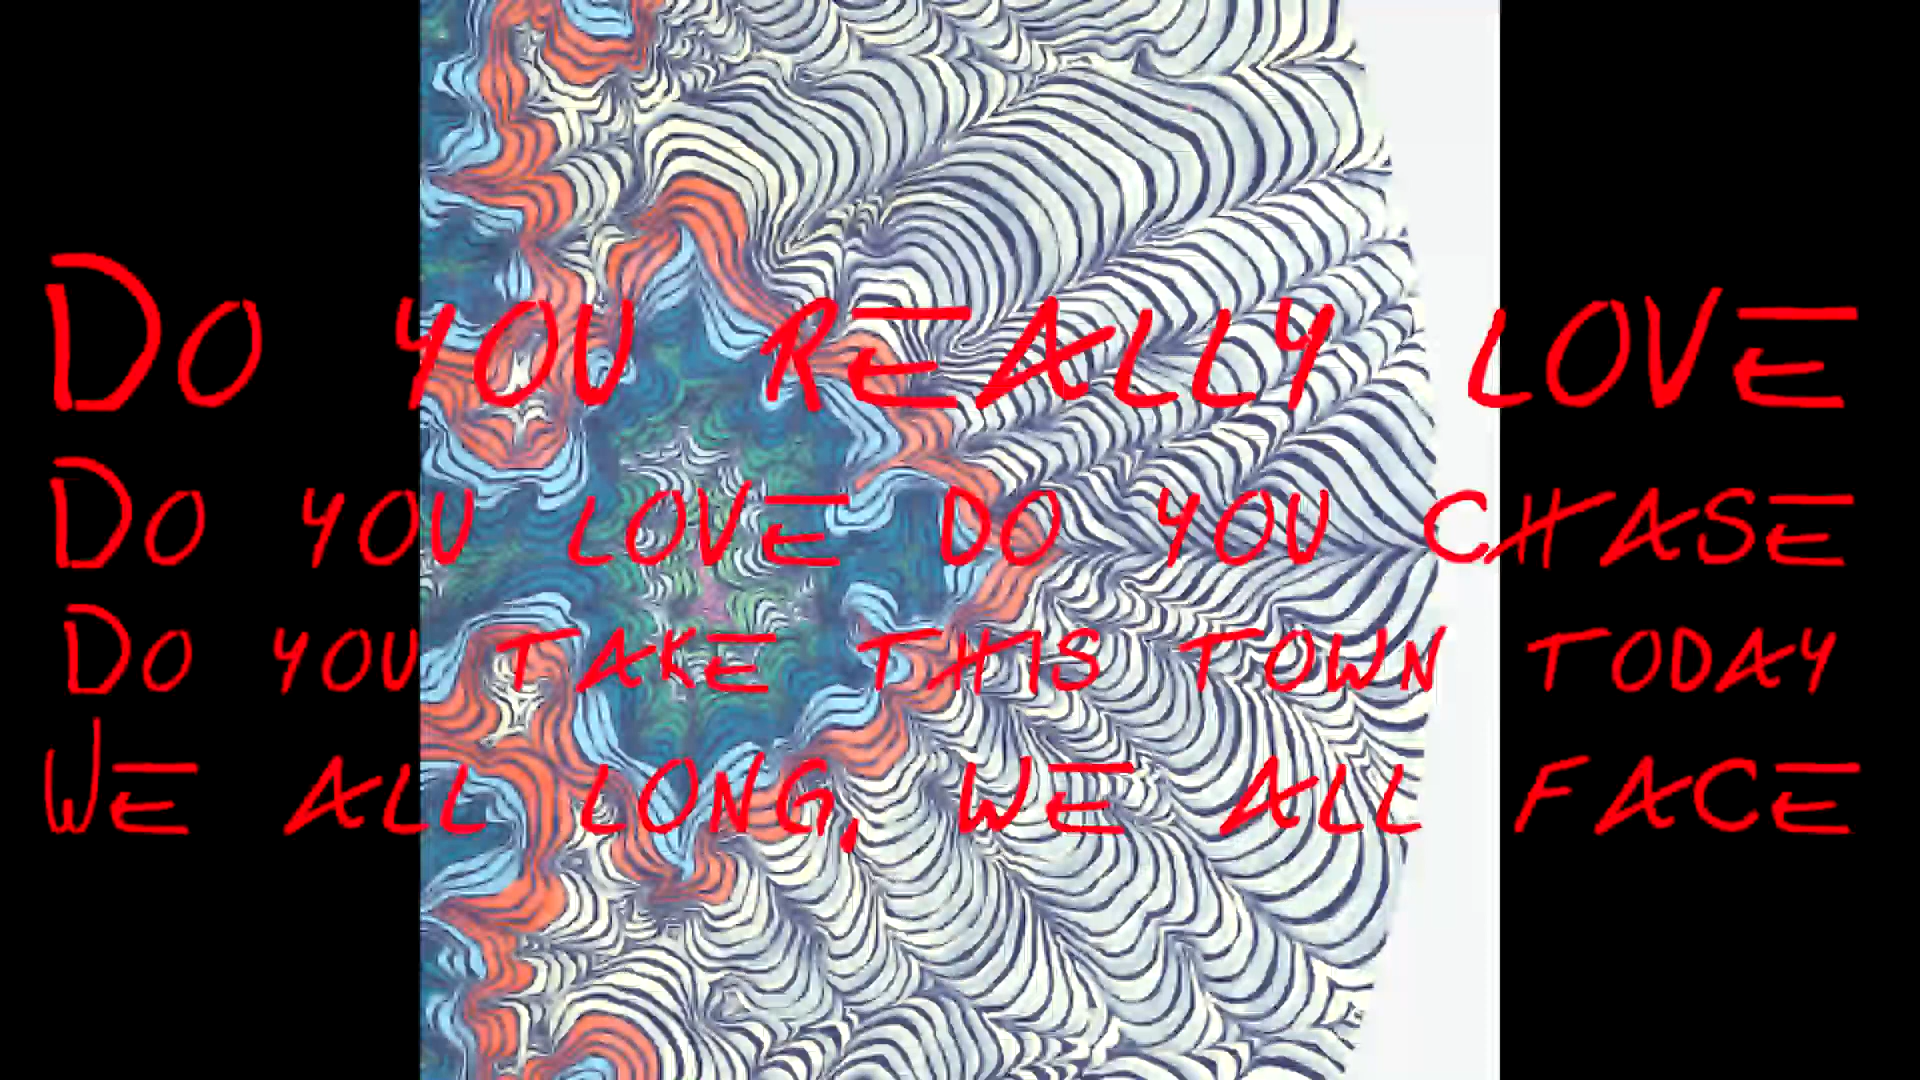 DO YOU REALLY LOVE
DO YOU LOVE DO YOU CHASE
DO YOU TAKE THIS TOWN TODAY
WE ALL LONG, WE ALL FACE